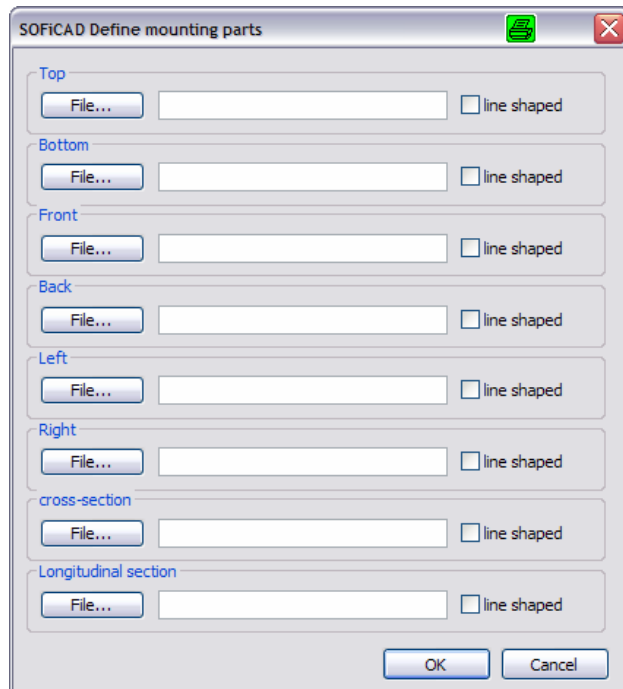 SOFiCAD Define mounting parts
Top
File... line shaped
Bottom
File... line shaped
Front
File... line shaped
Back
File... line shaped
Left
File... line shaped
Right
File... line shaped
cross-section
File... line shaped
Longitudinal section
File... line shaped
OK Cancel